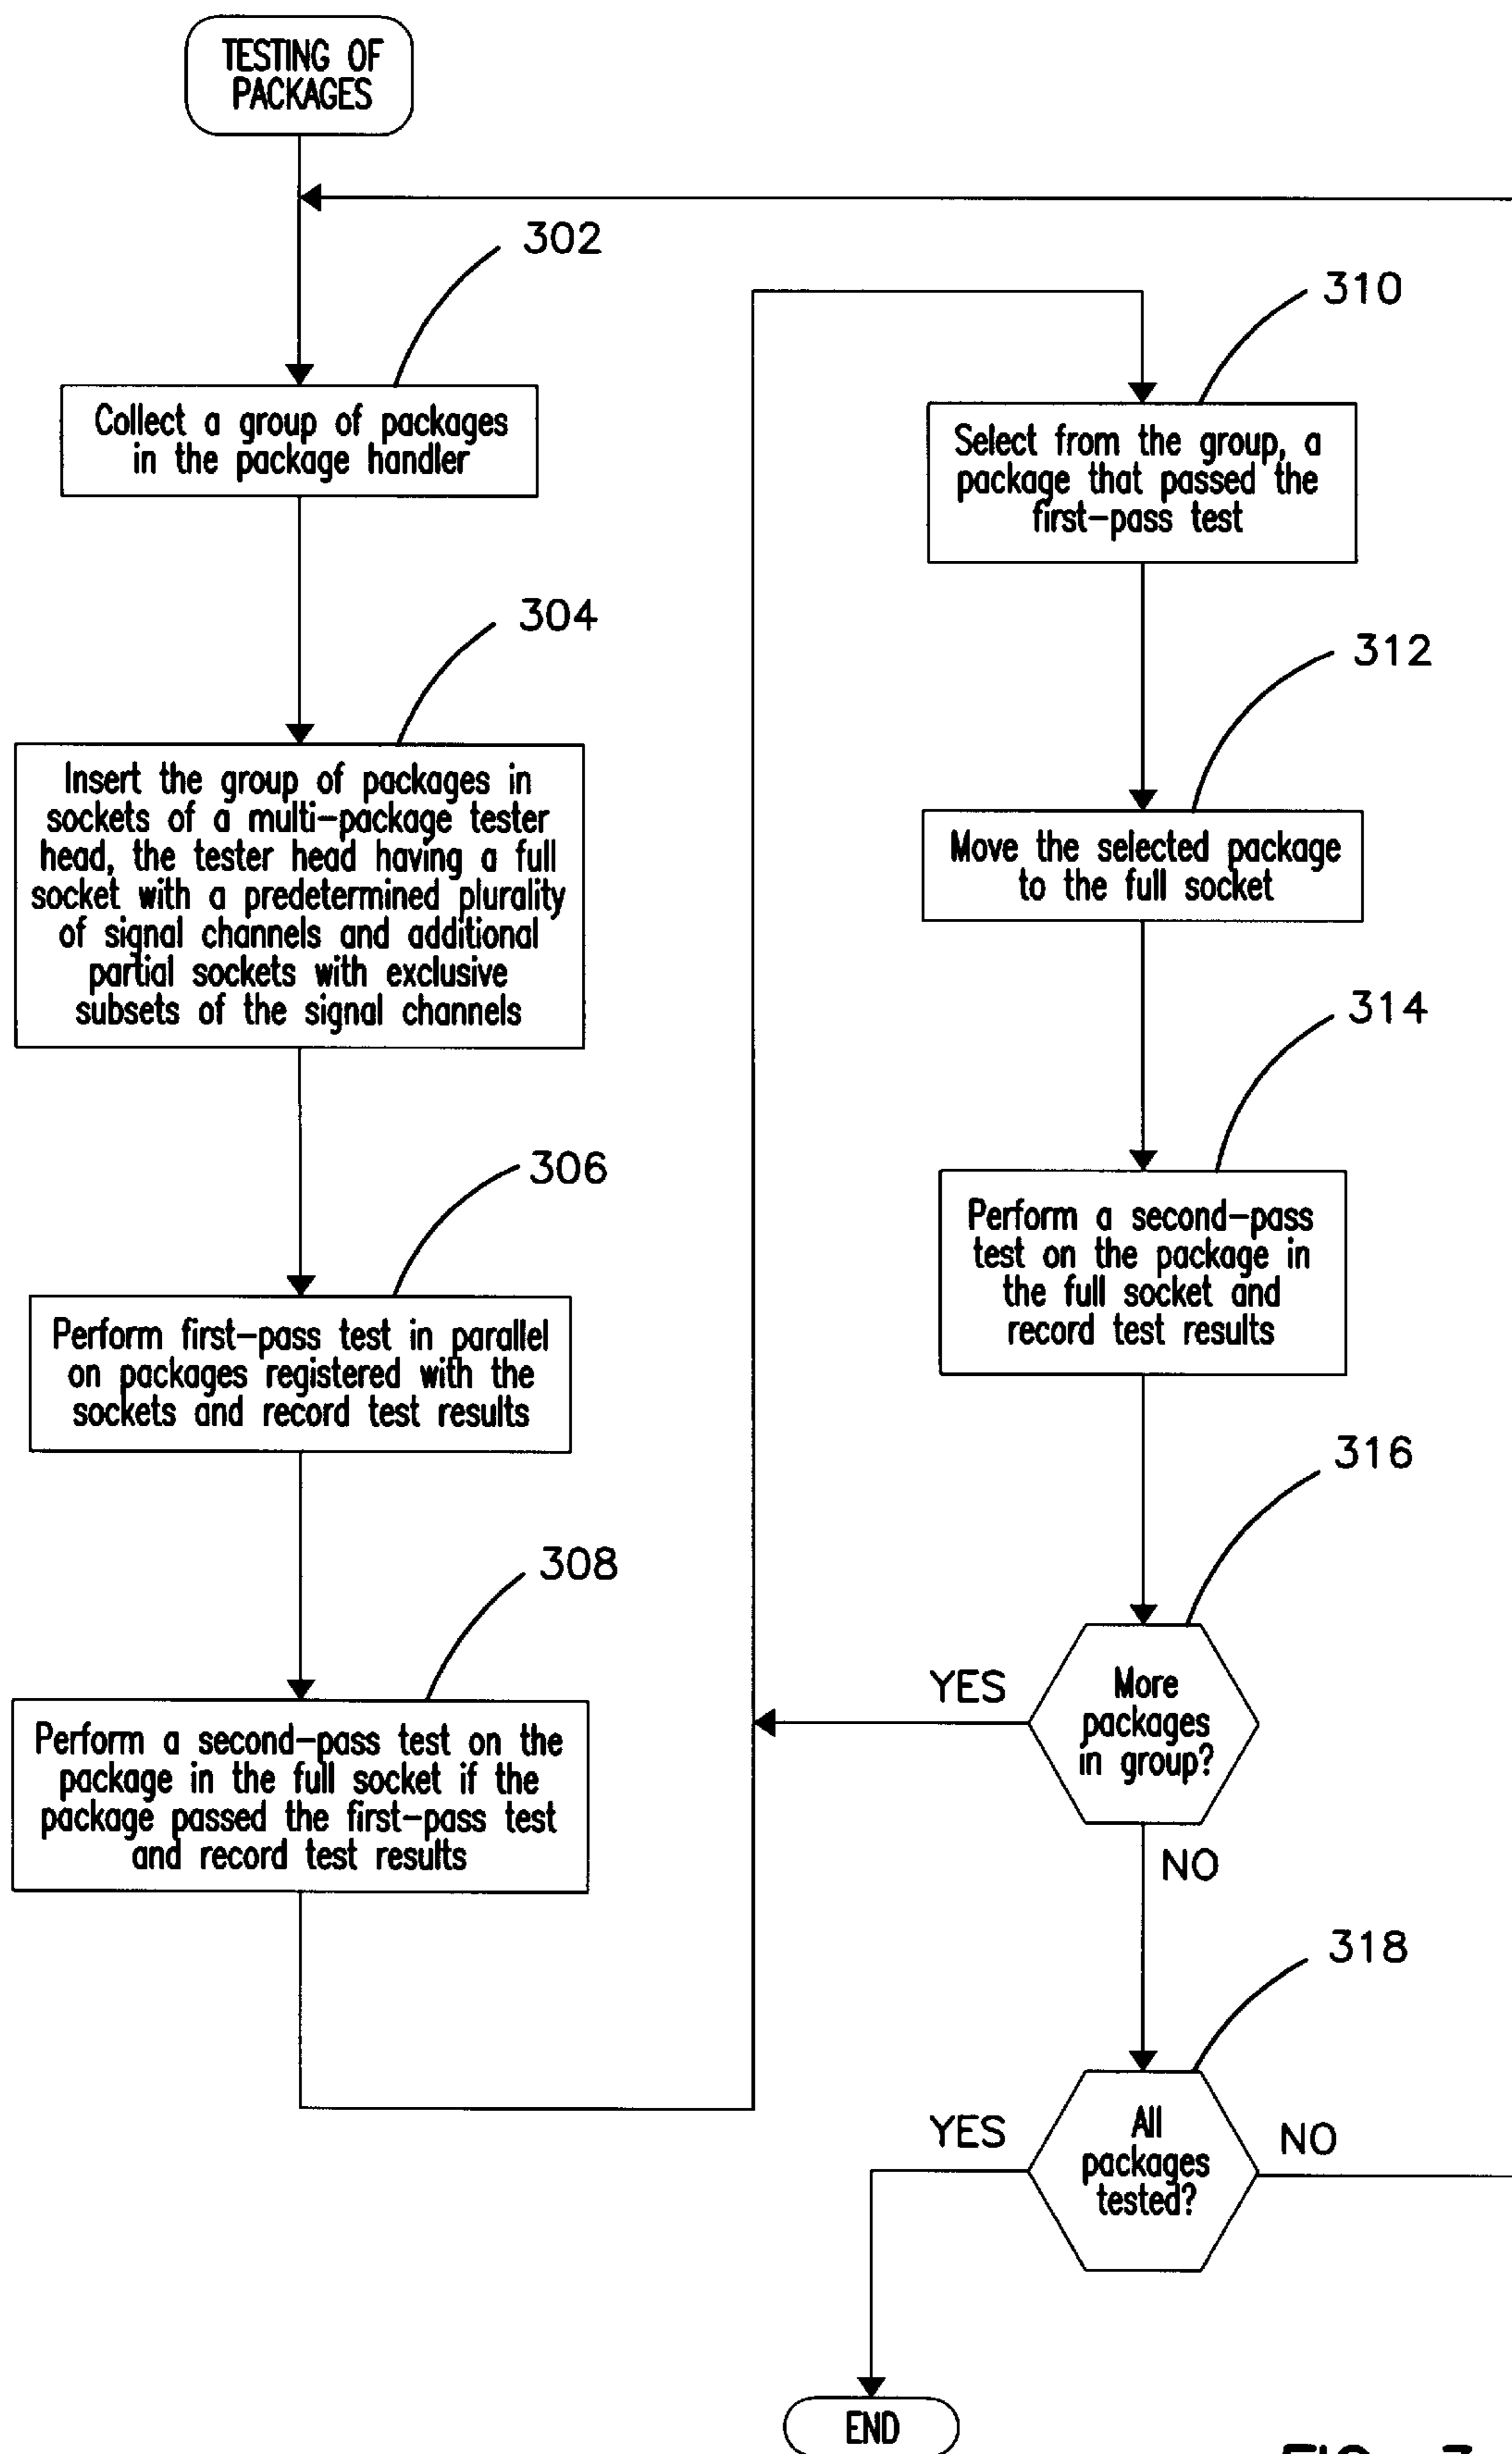 TESTING OF
PACKAGES
302
Collect a group of packages
in the package handler
304
Insert the group of packages in
sockets of a multi-package tester
head, the tester head having a full
socket with a predetermined plurality
of signal channels and additional
partial sockets with exclusive
subsets of the signal channels
306
Perform first-pass test in parallel
on packages registered with the
sockets and record test results
308
Perform a second-pass test on the
package in the full socket if the
package passed the first-pass test
and record test results
310
Select from the group, a
package that passed the
first-pass test
312
Move the selected package
to the full socket
314
Perform a second-pass
test on the package in
the full socket and
record test results
316
More
packages
in group?
YES
NO
318
All
packages
tested?
YES
NO
END